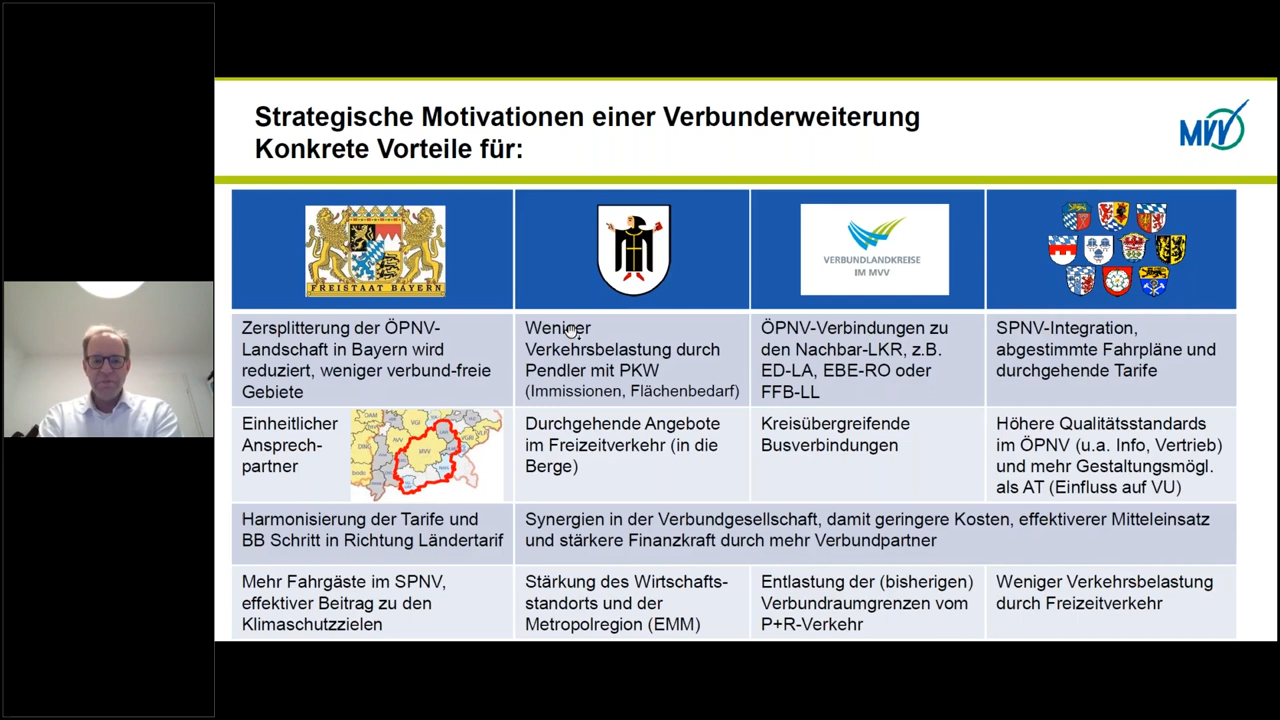 Strategische Motivationen einer Verbunderweiterung
Konkrete Vorteile für:
MVV
FREISTAAT BAYERN
VERBUNDLANDKREISE
IM MVV
Zersplitterung der ÖPNV-
Landschaft in Bayern wird
reduziert, weniger verbund-freie
Gebiete
Weniger
Verkehrsbelastung durch
Pendler mit PKW
(Immissionen, Flächenbedarf)
ÖPNV-Verbindungen zu
den Nachbar-LKR, z.B.
ED-LA, EBE-RO oder
FFB-LL
SPNV-Integration,
abgestimmte Fahrpläne und
durchgehende Tarife
Einheitlicher
Ansprech-
partner
VGI
AVV
MVV
Durchgehende Angebote
im Freizeitverkehr (in die
Berge)
Kreisübergreifende
Busverbindungen
Höhere Qualitätsstandards
im ÖPNV (u.a. Info, Vertrieb)
und mehr Gestaltungsmögl.
als AT (Einfluss auf VU)
Harmonisierung der Tarife und
BB Schritt in Richtung Ländertarif
Synergien in der Verbundgesellschaft, damit geringere Kosten, effektiverer Mitteleinsatz
und stärkere Finanzkraft durch mehr Verbundpartner
Mehr Fahrgäste im SPNV,
effektiver Beitrag zu den
Klimaschutzzielen
Stärkung des Wirtschafts-
standorts und der
Metropolregion (EMM)
Entlastung der (bisherigen)
Verbundraumgrenzen vom
P+R-Verkehr
Weniger Verkehrsbelastung
durch Freizeitverkehr